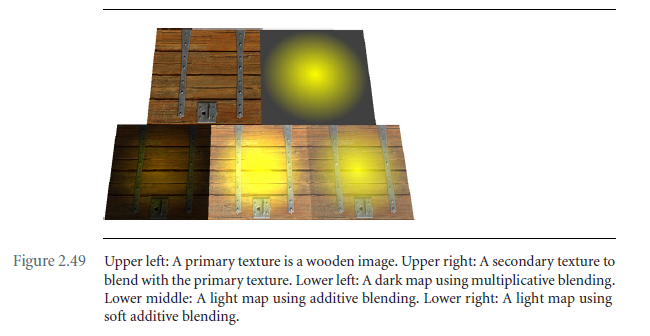 Figure 2.49 Upper left: A primary texture is a wooden image. Upper right: A secondary texture to
blend with the primary texture. Lower left: A dark map using multiplicative blending.
Lower middle: A light map using additive blending. Lower right: A light map using
soft additive blending.